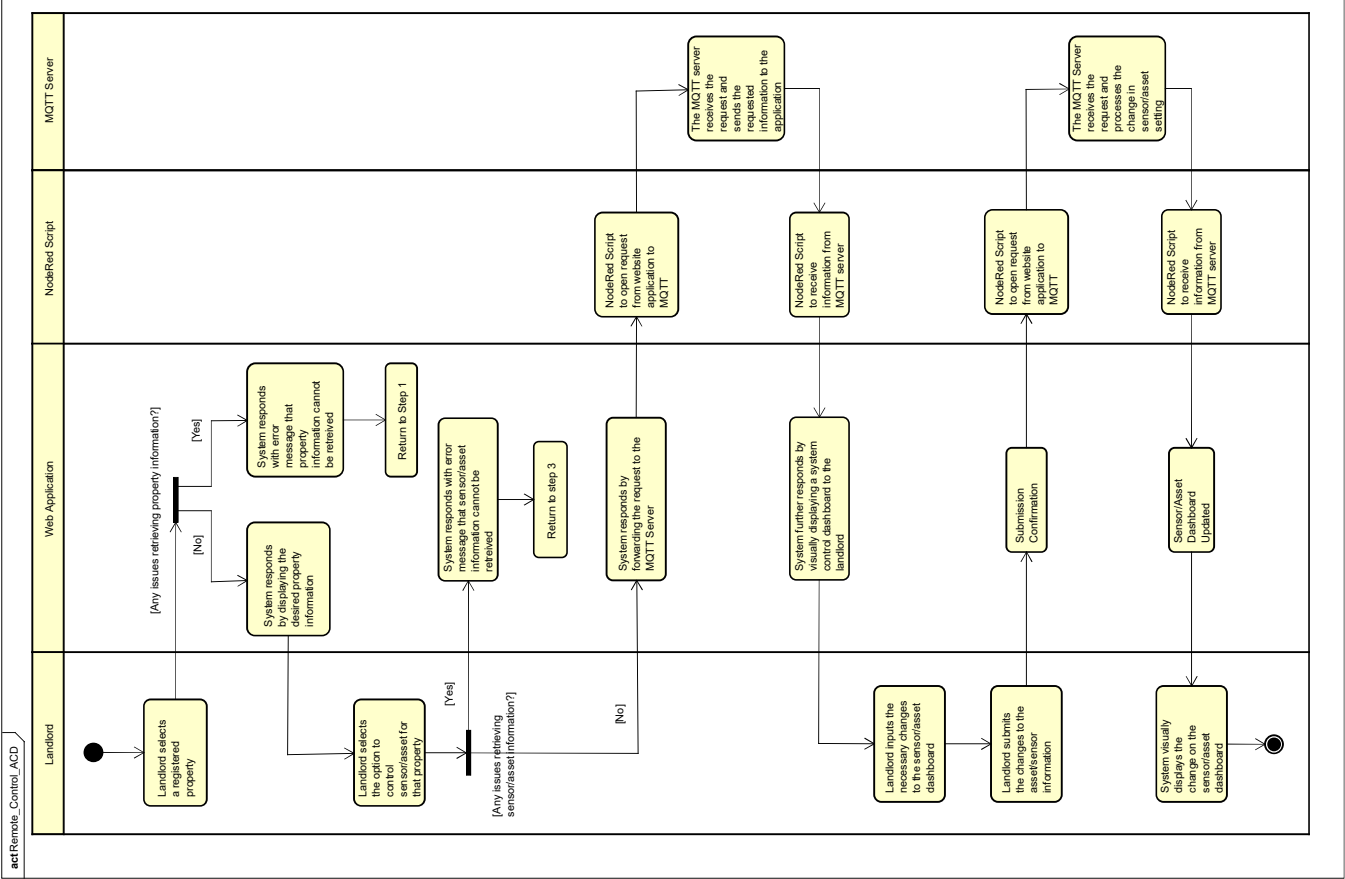 act Remote_Control_ACD
Landlord
Web Application
NodeRed Script
MQTT Server
Landlord selects
a registered
property
[Any issues retrieving property information?]
[No]
[Yes]
System responds
by displaying the
desired property
information
System responds
with error
message that
property
information cannot
be retreived
Return to Step 1
Landlord selects
the option to
control
sensor/asset for
that property
[Yes]
[Any issues retrieving
sensor/asset information?]
System responds with error
message that sensor/asset
information cannot be
retreived
Return to step 3
[No]
System responds by
forwarding the request to the
MQTT Server
NodeRed Script
to open request
from website
application to
MQTT
The MQTT server
receives the
request and
sends the
requested
information to the
application
NodeRed Script
to receive
information from
MQTT server
System further responds by
visually displaying a system
control dashboard to the
landlord
Landlord inputs the
necessary changes
to the sensor/asset
dashboard
Landlord submits
the changes to the
asset/sensor
information
Submission
Confirmation
NodeRed Script
to open request
from website
application to
MQTT
The MQTT Server
receives the
request and
processes the
change in
sensor/asset
setting
NodeRed Script
to receive
information from
MQTT server
Sensor/Asset
Dashboard
Updated
System visually
displays the
change on the
sensor/asset
dashboard